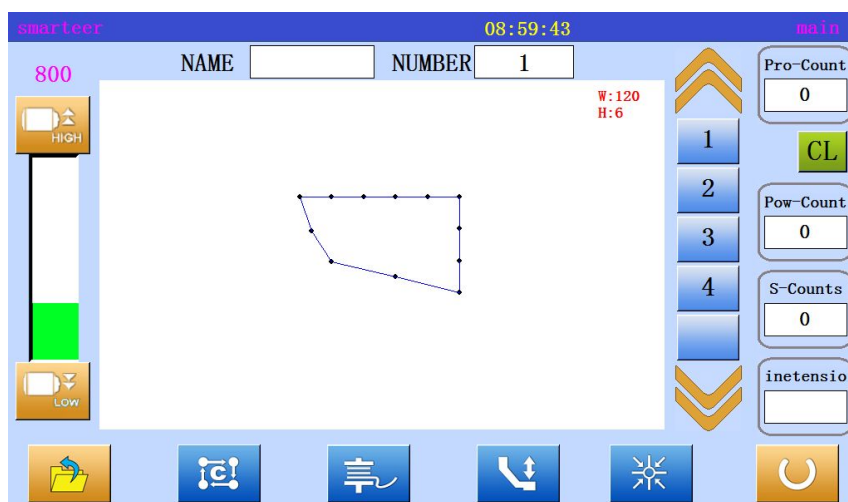 smarteer 08:59:43 main
NAME NUMBER 1
800
W:120
H:6
HIGH
LOW
1
2
3
4
Pro-Count
0
CL
Pow-Count
0
S-Counts
0
inetensio
C